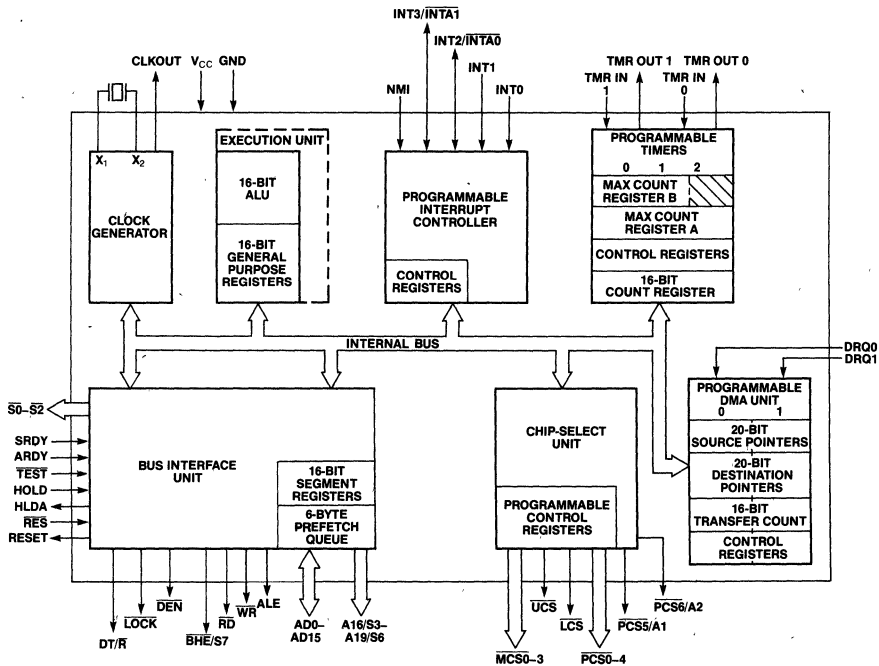 INT3/INTA1
INT2/INTA0
CLKOUT VCC GND
INT1
TMR OUT 1 TMR OUT 0
TMR IN 1
TMR IN 0
NMI
INT0
X1 X2
CLOCK
GENERATOR
EXECUTION UNIT
16-BIT
ALU
16-BIT
GENERAL
PURPOSE
REGISTERS
PROGRAMMABLE
INTERRUPT
CONTROLLER
CONTROL
REGISTERS
PROGRAMMABLE
TIMERS
0 1 2
MAX COUNT
REGISTER B
MAX COUNT
REGISTER A
CONTROL REGISTERS
16-BIT
COUNT REGISTER
INTERNAL BUS
DRQ0
DRQ1
PROGRAMMABLE
DMA UNIT
0 1
20-BIT
SOURCE POINTERS
20-BIT
DESTINATION
POINTERS
16-BIT
TRANSFER COUNT
CONTROL
REGISTERS
S0–S2
SRDY
ARDY
TEST
HOLD
HLDA
RES
RESET
BUS INTERFACE
UNIT
16-BIT
SEGMENT
REGISTERS
6-BYTE
PREFETCH
QUEUE
CHIP-SELECT
UNIT
PROGRAMMABLE
CONTROL
REGISTERS
DT/R
LOCK
DEN
BHE/S7
RD
WR
ALE
AD0–
AD15
A16/S3–
A19/S6
MCS0–3
UCS
LCS
PCS0–4
PCS5/A1
PCS6/A2